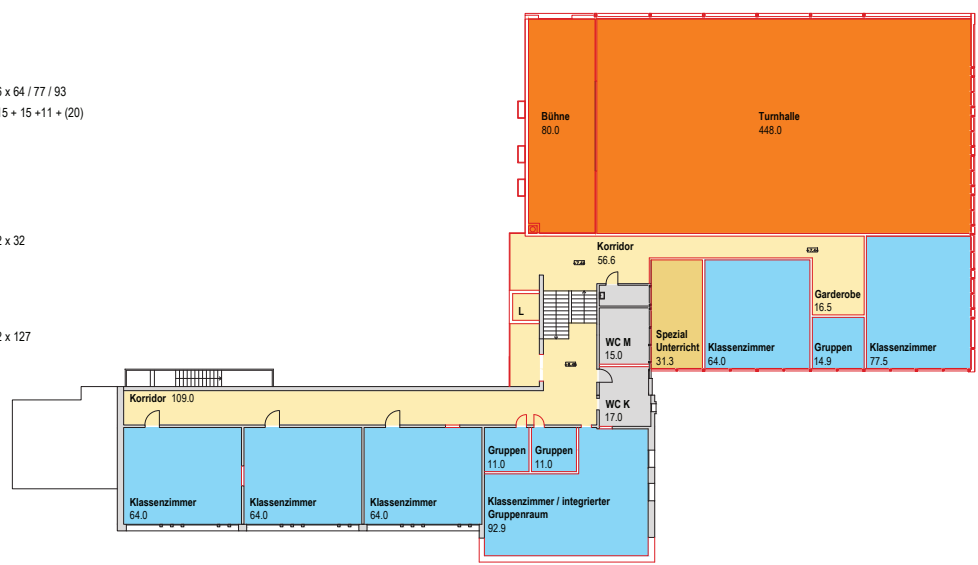 6 x 64 / 77 / 93
15 + 15 +11 + (20)
2 x 32
2 x 127
Bühne
80.0
Turnhalle
448.0
Korridor
56.6
L
Garderobe
16.5
WC M
15.0
Spezial
Unterricht
31.3
Klassenzimmer
64.0
Gruppen
14.9
Klassenzimmer
77.5
WC K
17.0
Korridor 109.0
Gruppen
11.0
Gruppen
11.0
Klassenzimmer
64.0
Klassenzimmer
64.0
Klassenzimmer
64.0
Klassenzimmer / integrierter
Gruppenraum
92.9